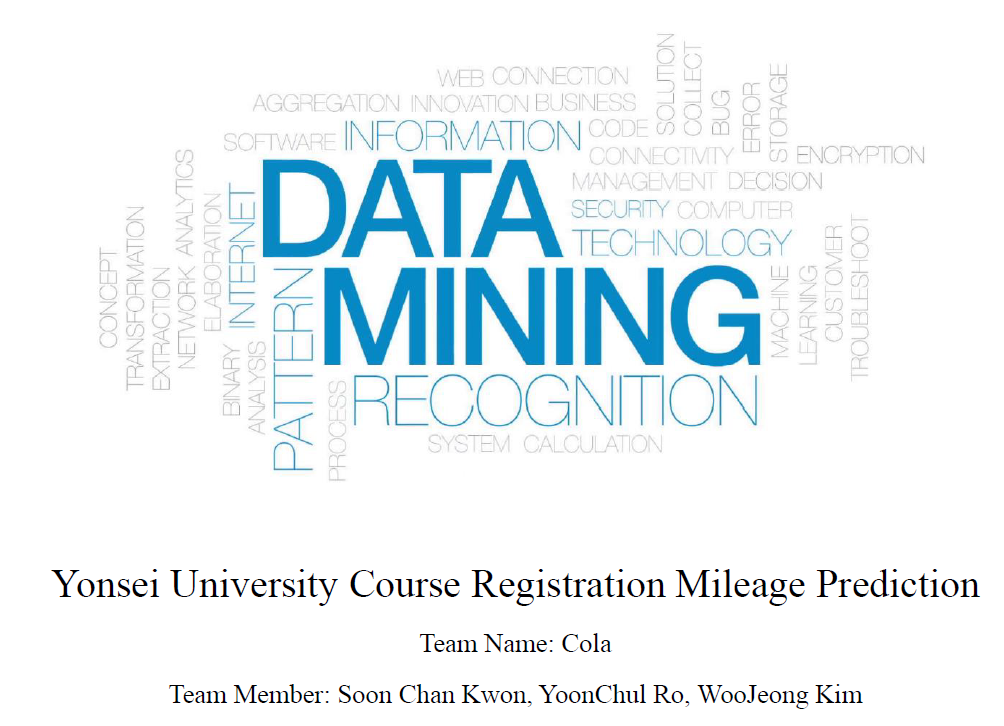 WEB CONNECTION
AGGREGATION INNOVATION BUSINESS
SOFTWARE INFORMATION CODE
SOLUTION
COLLECT
BUG
ERROR
STORAGE
CONNECTIVITY ENCRYPTION
MANAGEMENT DECISION
SECURITY COMPUTER
TECHNOLOGY
DATA
MINING
RECOGNITION
SYSTEM CALCULATION
CONCEPT
TRANSFORMATION
EXTRACTION
NETWORK ANALYTICS
ELABORATION
INTERNET
BINARY
ANALYSIS
PATTERN
PROCESS
MACHINE
LEARNING
CUSTOMER
TROUBLESHOOT
Yonsei University Course Registration Mileage Prediction
Team Name: Cola
Team Member: Soon Chan Kwon, YoonChul Ro, WooJeong Kim